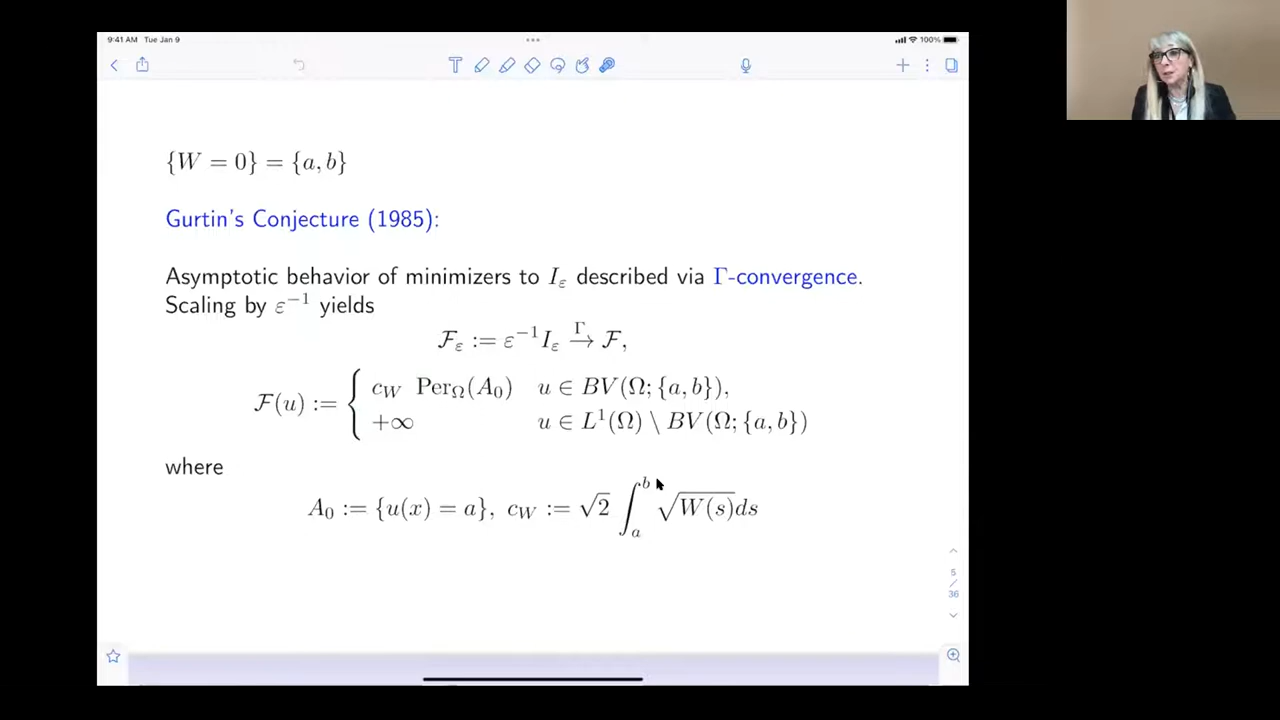 9:41 AM Tue Jan 9
100%
{W = 0} = {a, b}
Gurtin's Conjecture (1985):
Asymptotic behavior of minimizers to I_ε described via Γ-convergence.
Scaling by ε^{−1} yields
F_ε := ε^{−1} I_ε →^Γ F,
F(u) := { c_W Per_Ω(A_0) u ∈ BV(Ω; {a, b}),
+∞ u ∈ L^1(Ω) \ BV(Ω; {a, b})
where
A_0 := {u(x) = a}, c_W := √2 ∫_a^b √W(s) ds
5
/
36